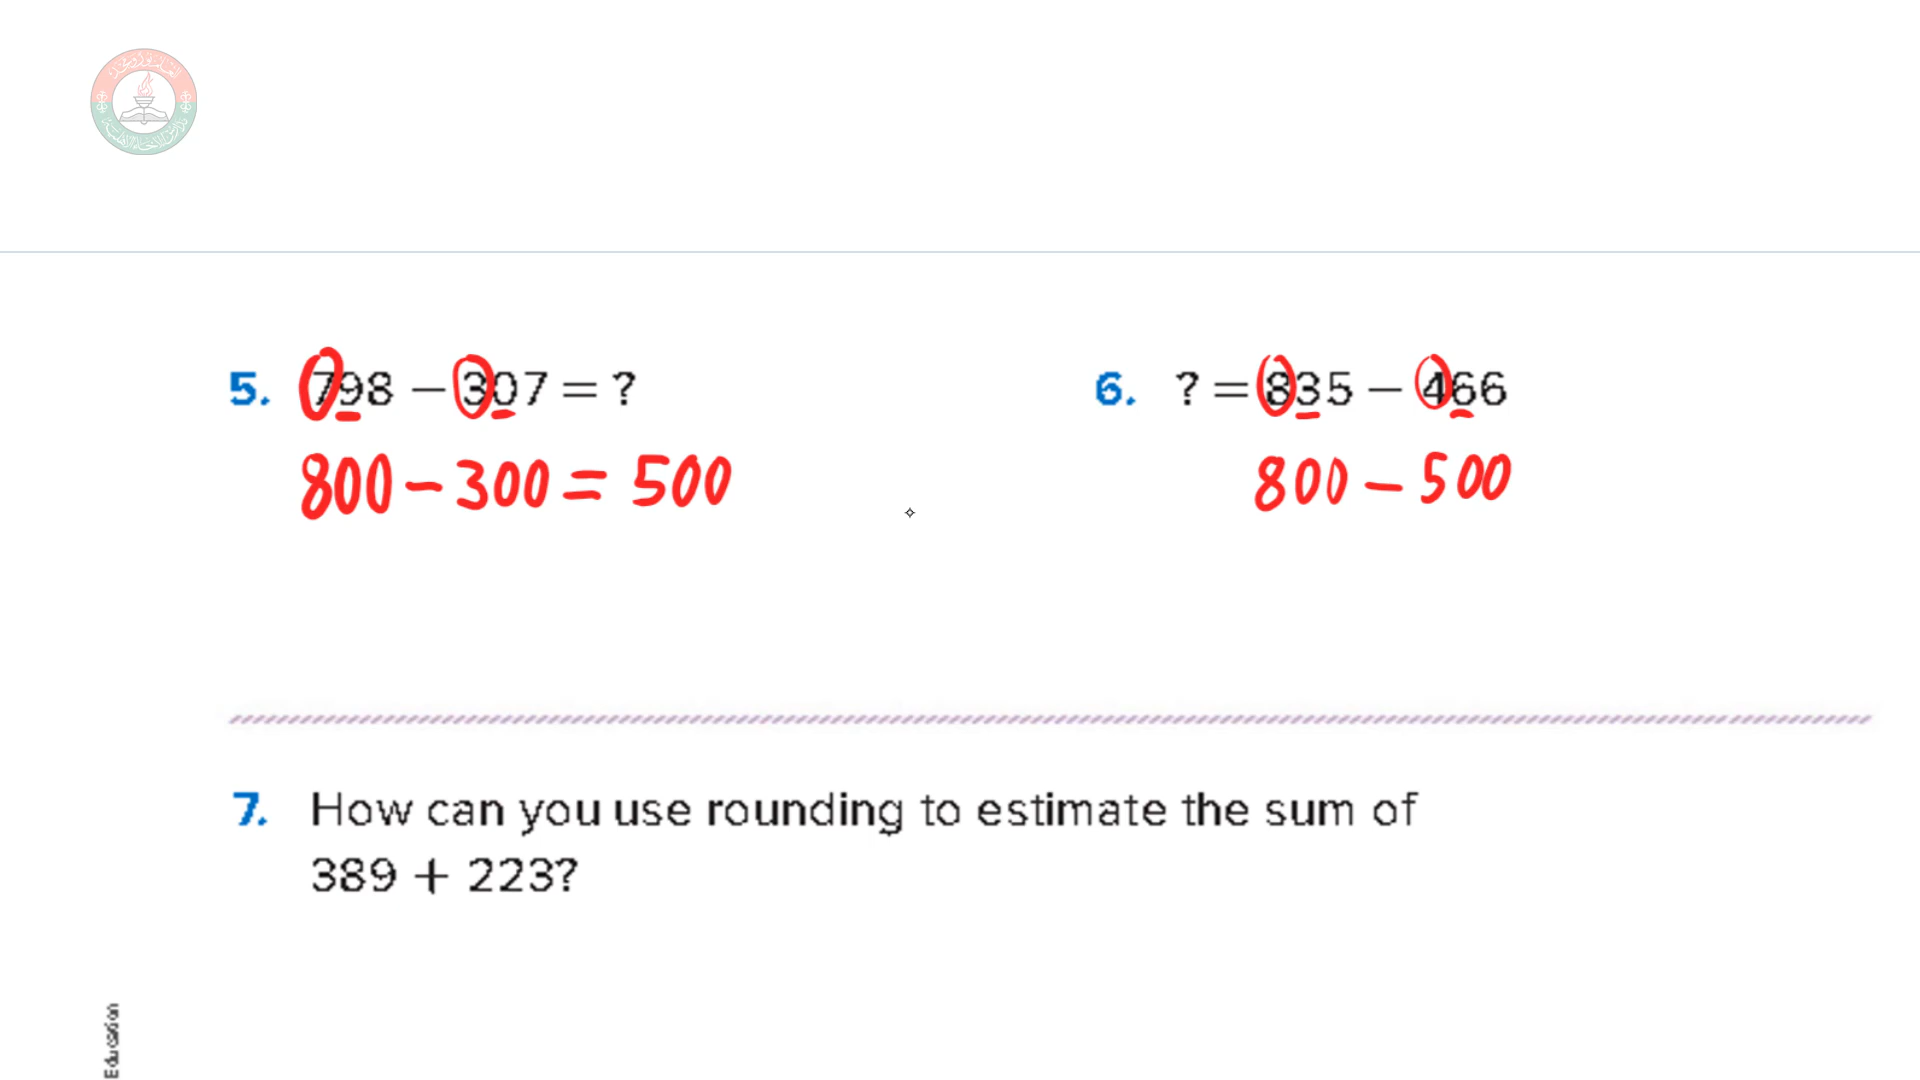 5. 798 − 307 = ?
800 − 300 = 500
6. ? = 835 − 466
800 − 500
7. How can you use rounding to estimate the sum of
389 + 223?
Education